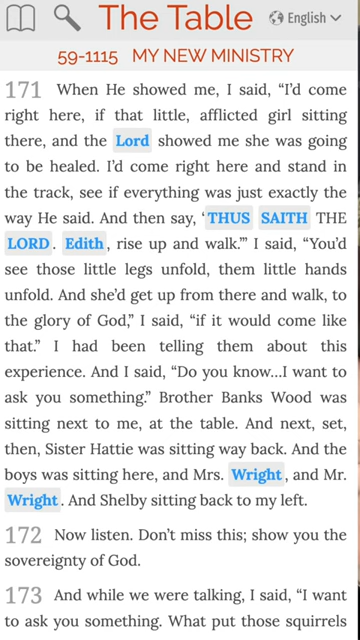 The Table
English
59-1115 MY NEW MINISTRY
171 When He showed me, I said, “I’d come
right here, if that little, afflicted girl sitting
there, and the Lord showed me she was going
to be healed. I’d come right here and stand in
the track, see if everything was just exactly the
way He said. And then say, ‘THUS SAITH THE
LORD. Edith, rise up and walk.’” I said, “You’d
see those little legs unfold, them little hands
unfold. And she’d get up from there and walk, to
the glory of God,” I said, “if it would come like
that.” I had been telling them about this
experience. And I said, “Do you know…I want to
ask you something.” Brother Banks Wood was
sitting next to me, at the table. And next, set,
then, Sister Hattie was sitting way back. And the
boys was sitting here, and Mrs. Wright, and Mr.
Wright. And Shelby sitting back to my left.
172 Now listen. Don’t miss this; show you the
sovereignty of God.
173 And while we were talking, I said, “I want
to ask you something. What put those squirrels